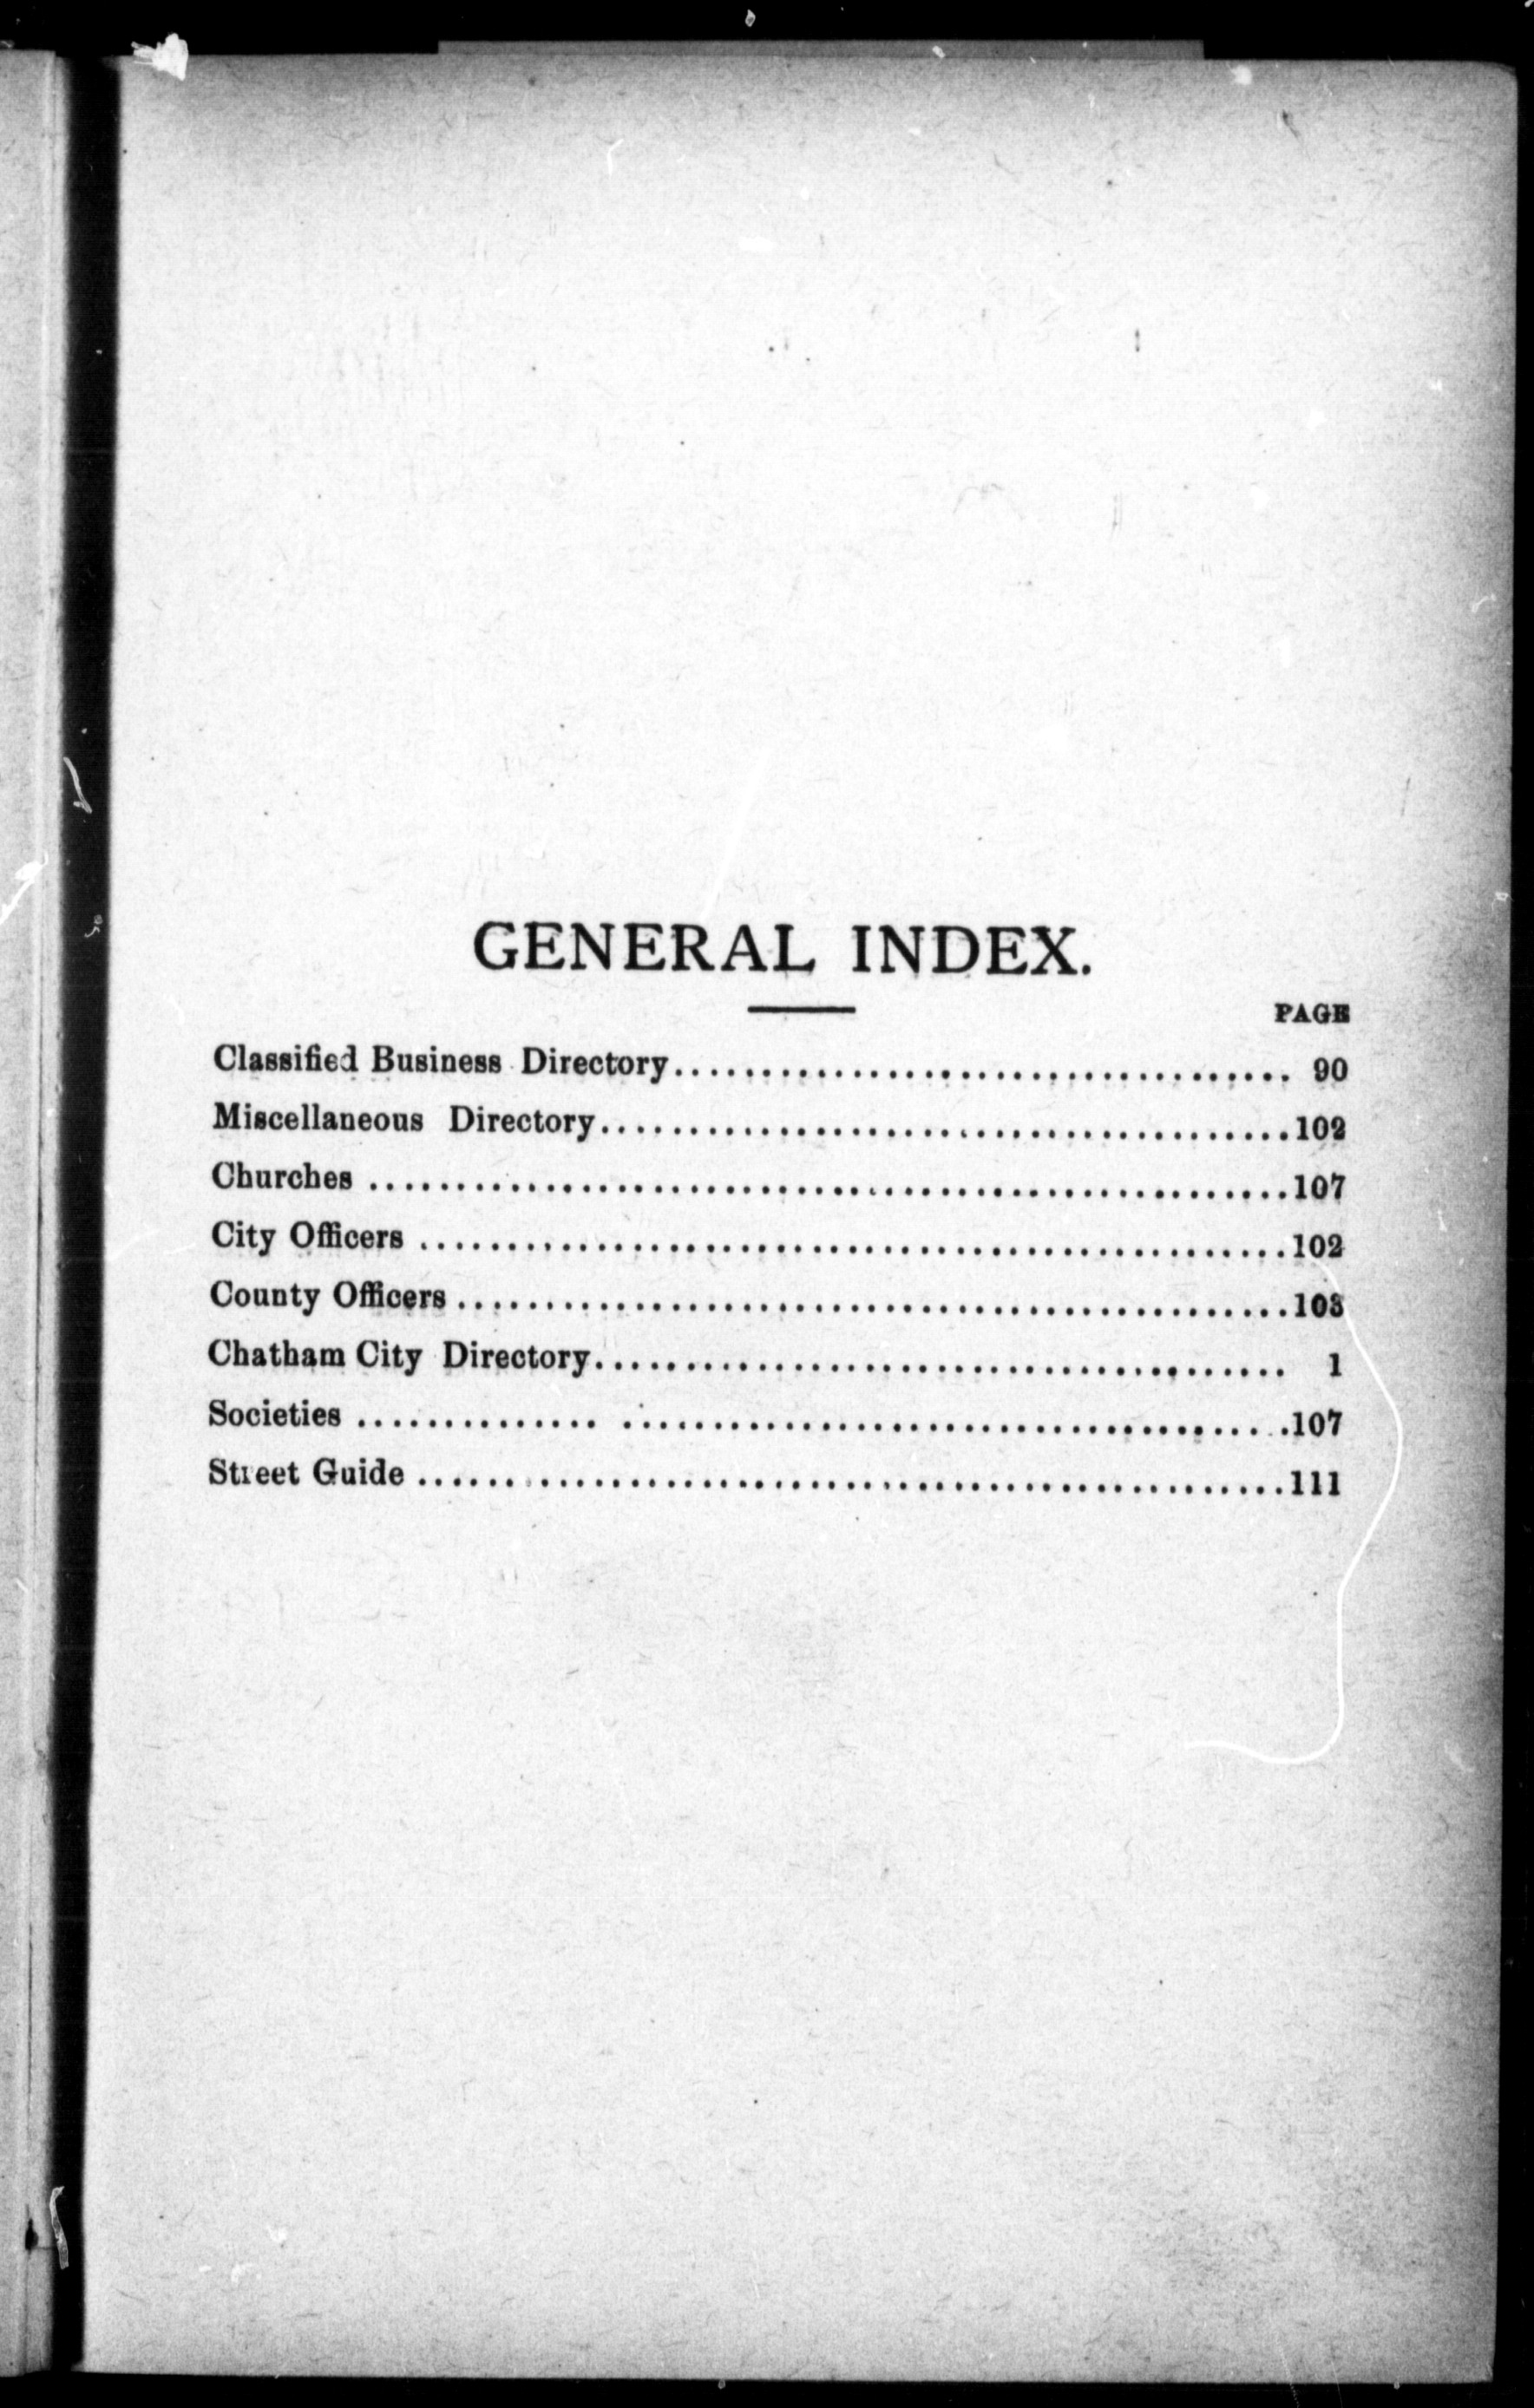 GENERAL INDEX.
PAGE
Classified Business Directory........................................... 90
Miscellaneous Directory................................................102
Churches ................................................................107
City Officers ............................................................102
County Officers .........................................................103
Chatham City Directory................................................ 1
Societies .............. ..............................................107
Street Guide ............................................................111